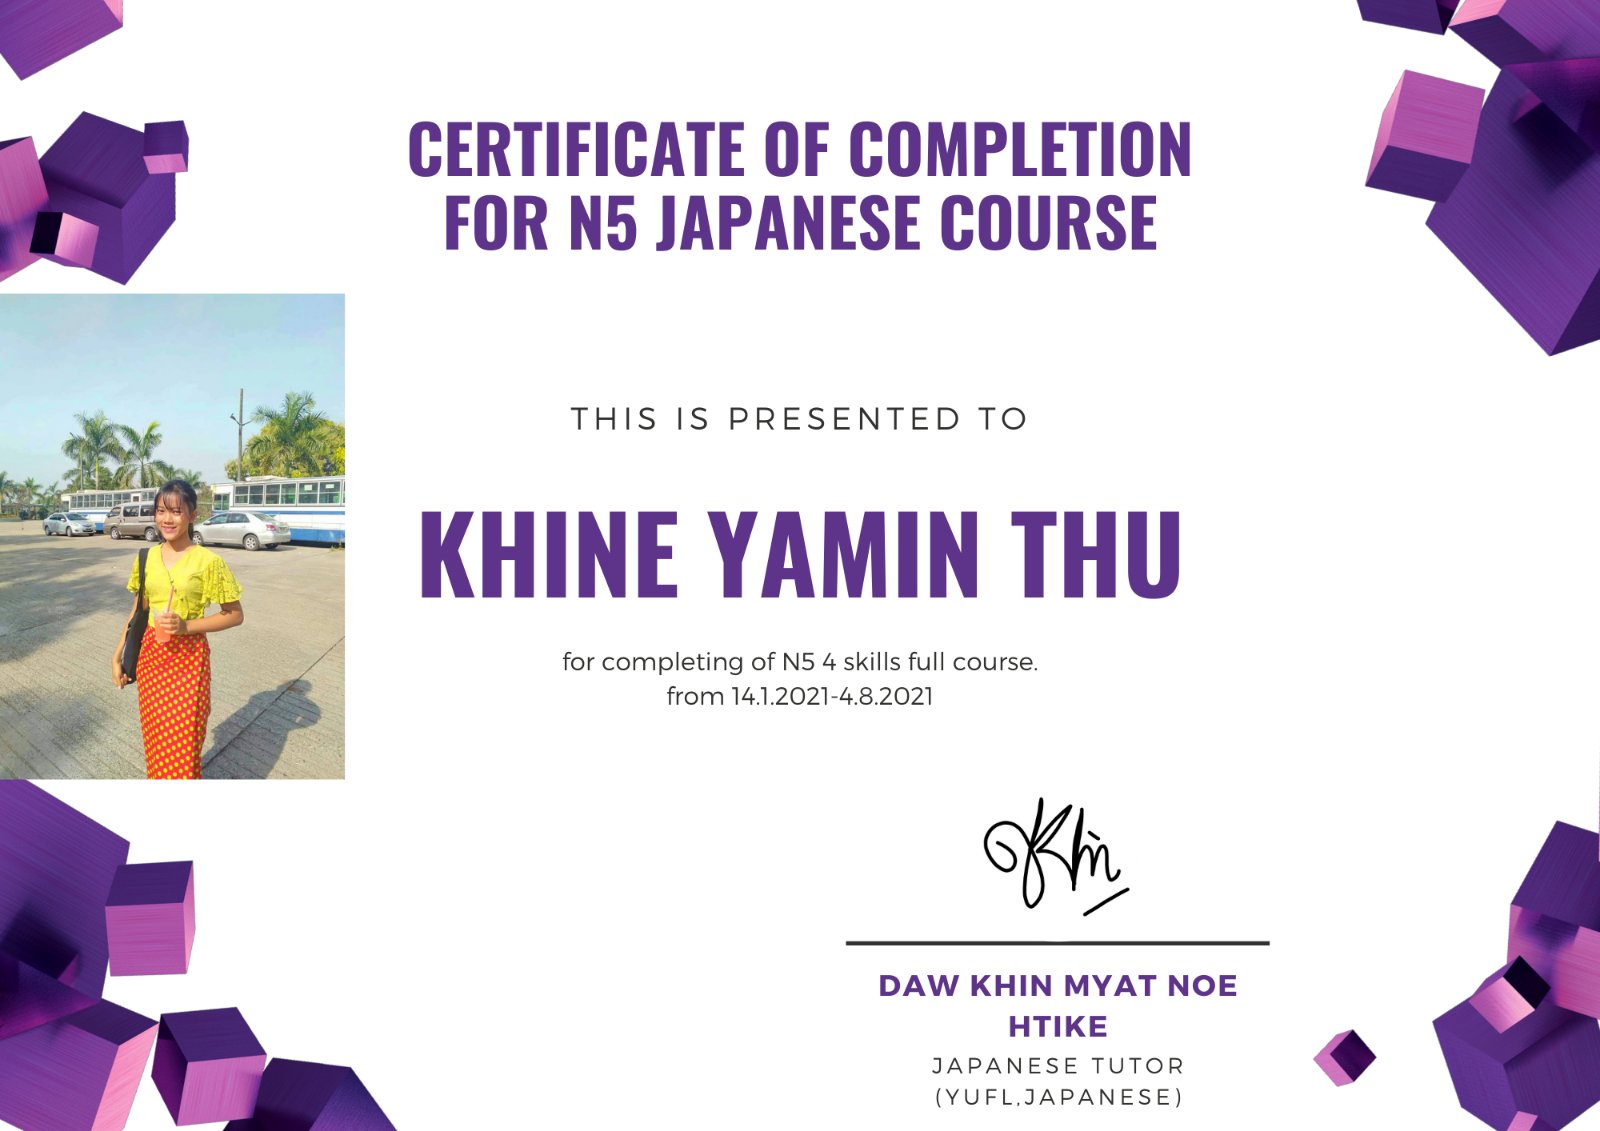 CERTIFICATE OF COMPLETION
FOR N5 JAPANESE COURSE
THIS IS PRESENTED TO
KHINE YAMIN THU
for completing of N5 4 skills full course.
from 14.1.2021-4.8.2021
Khin
DAW KHIN MYAT NOE
HTIKE
JAPANESE TUTOR
(YUFL,JAPANESE)